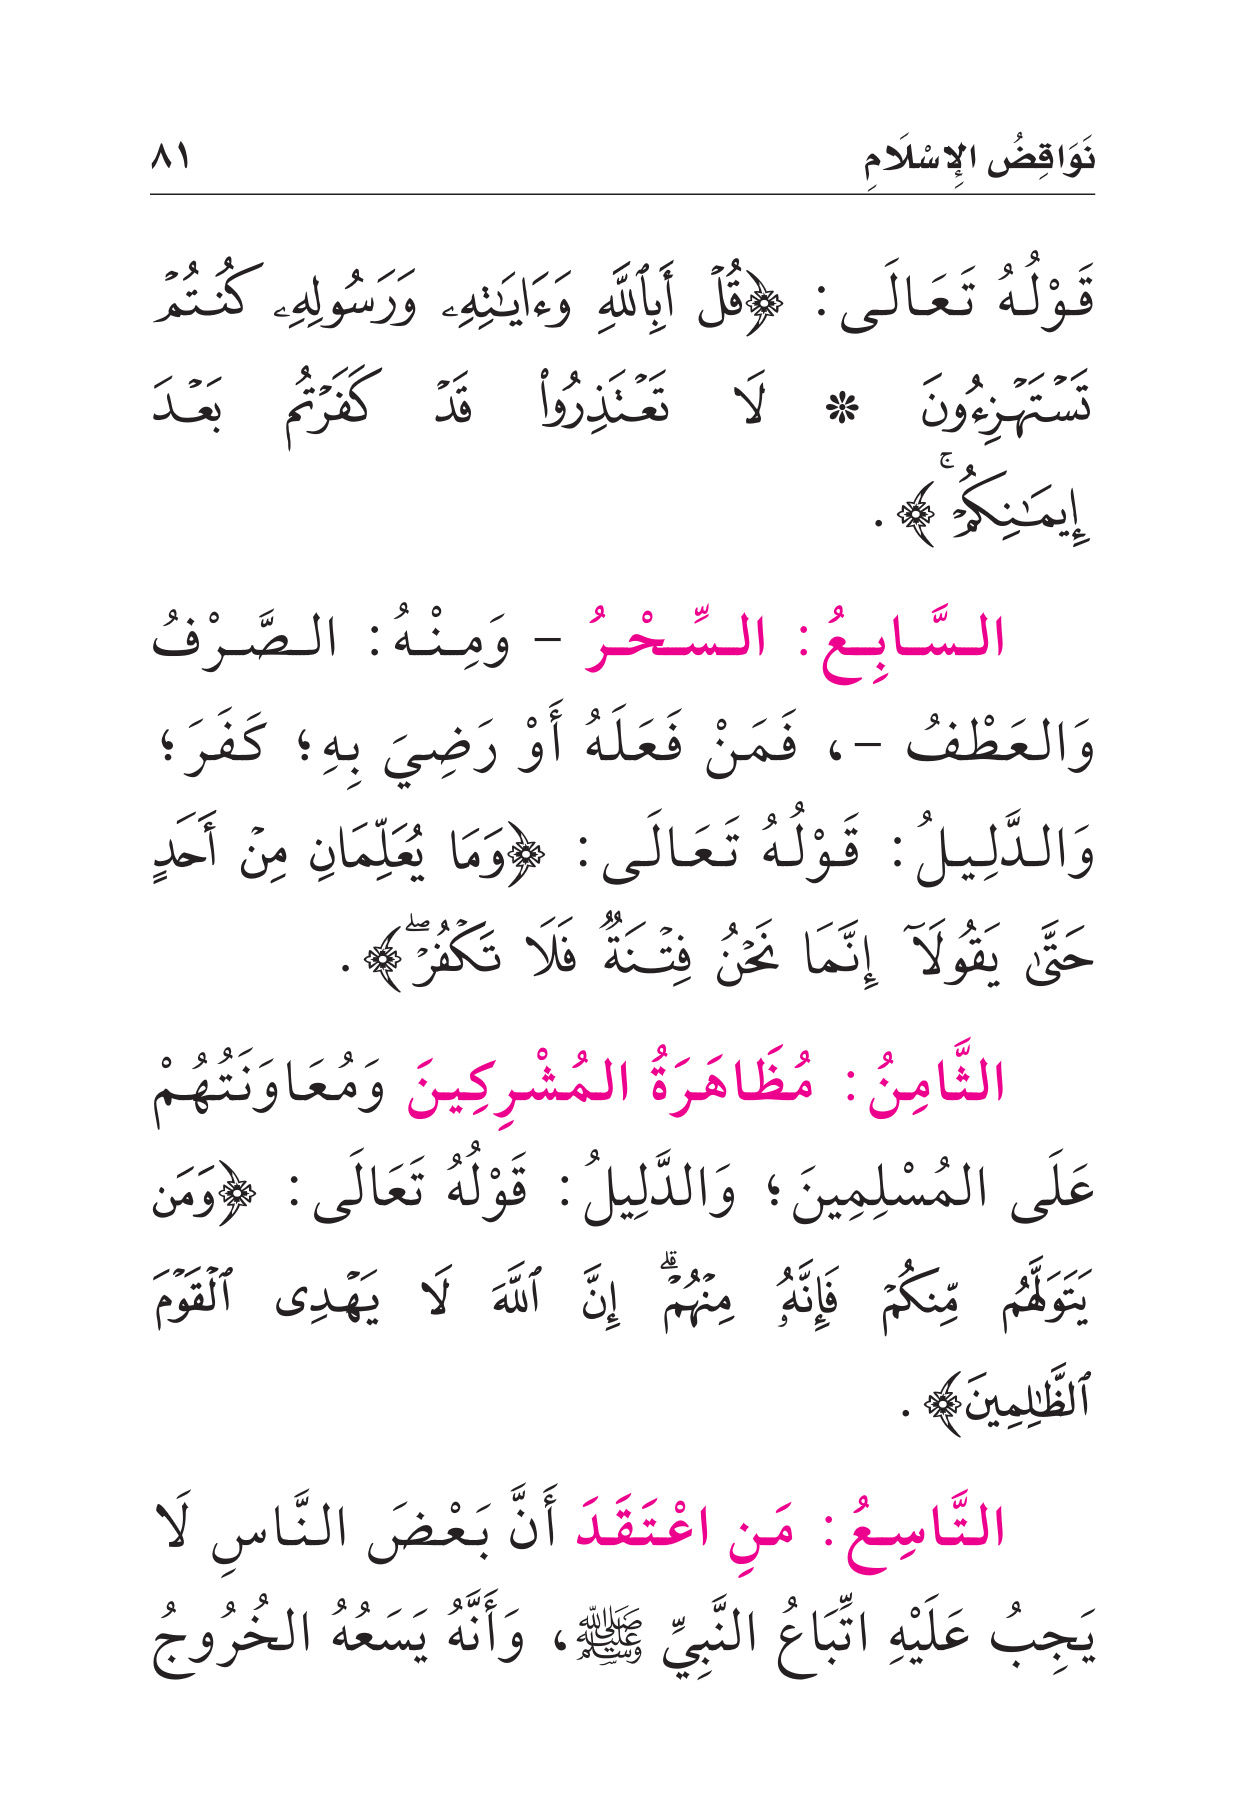 نَوَاقِضُ الإِسْلَامِ ٨١
قَوْلُهُ تَعَالَى: ﴿قُلۡ أَبِٱللَّهِ وَءَايَٰتِهِۦ وَرَسُولِهِۦ كُنتُمۡ
تَسۡتَهۡزِءُونَ * لَا تَعۡتَذِرُواْ قَدۡ كَفَرۡتُم بَعۡدَ
إِيمَٰنِكُمۡۚ﴾.
السَّابِعُ: السِّحْرُ - وَمِنْهُ: الصَّرْفُ
وَالعَطْفُ -، فَمَنْ فَعَلَهُ أَوْ رَضِيَ بِهِ؛ كَفَرَ؛
وَالدَّلِيلُ: قَوْلُهُ تَعَالَى: ﴿وَمَا يُعَلِّمَانِ مِنۡ أَحَدٍ
حَتَّىٰ يَقُولَآ إِنَّمَا نَحۡنُ فِتۡنَةٌ فَلَا تَكۡفُرۡۖ﴾.
الثَّامِنُ: مُظَاهَرَةُ المُشْرِكِينَ وَمُعَاوَنَتُهُمْ
عَلَى المُسْلِمِينَ؛ وَالدَّلِيلُ: قَوْلُهُ تَعَالَى: ﴿وَمَن
يَتَوَلَّهُم مِّنكُمۡ فَإِنَّهُۥ مِنۡهُمۡۗ إِنَّ ٱللَّهَ لَا يَهۡدِى ٱلۡقَوۡمَ
ٱلظَّٰلِمِينَ﴾.
التَّاسِعُ: مَنِ اعْتَقَدَ أَنَّ بَعْضَ النَّاسِ لَا
يَجِبُ عَلَيْهِ اتِّبَاعُ النَّبِيِّ ﷺ، وَأَنَّهُ يَسَعُهُ الخُرُوجُ